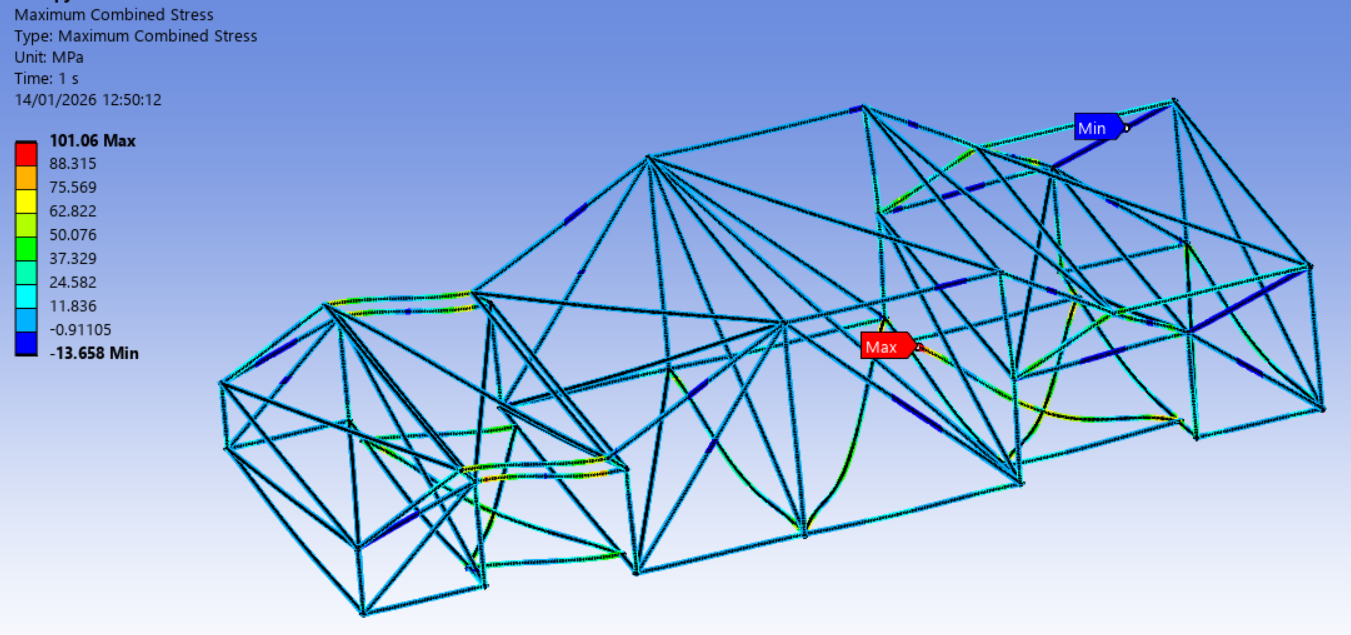 Maximum Combined Stress
Type: Maximum Combined Stress
Unit: MPa
Time: 1 s
14/01/2026 12:50:12
101.06 Max
88.315
75.569
62.822
50.076
37.329
24.582
11.836
-0.91105
-13.658 Min
Min
Max